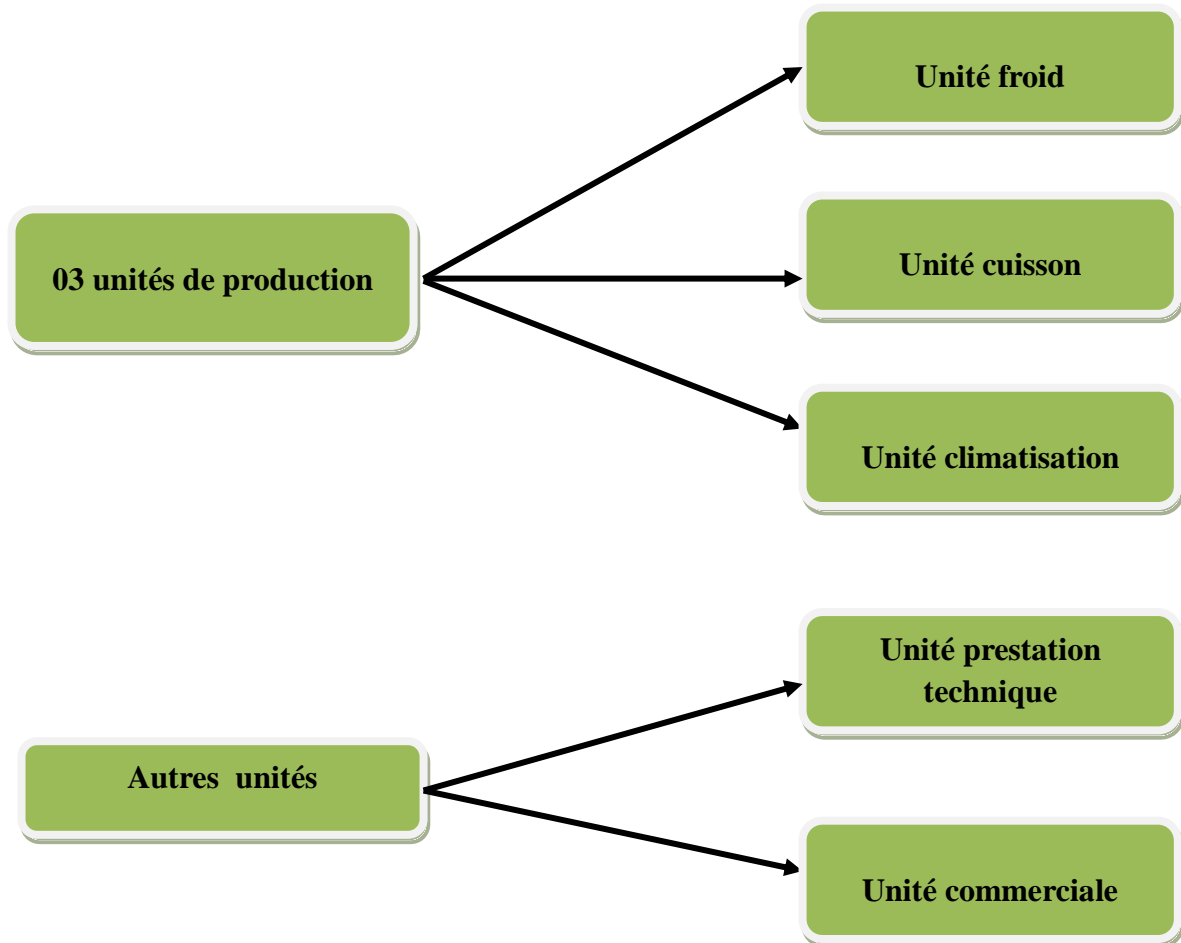 Unité froid
03 unités de production
Unité cuisson
Unité climatisation
Unité prestation
technique
Autres unités
Unité commerciale